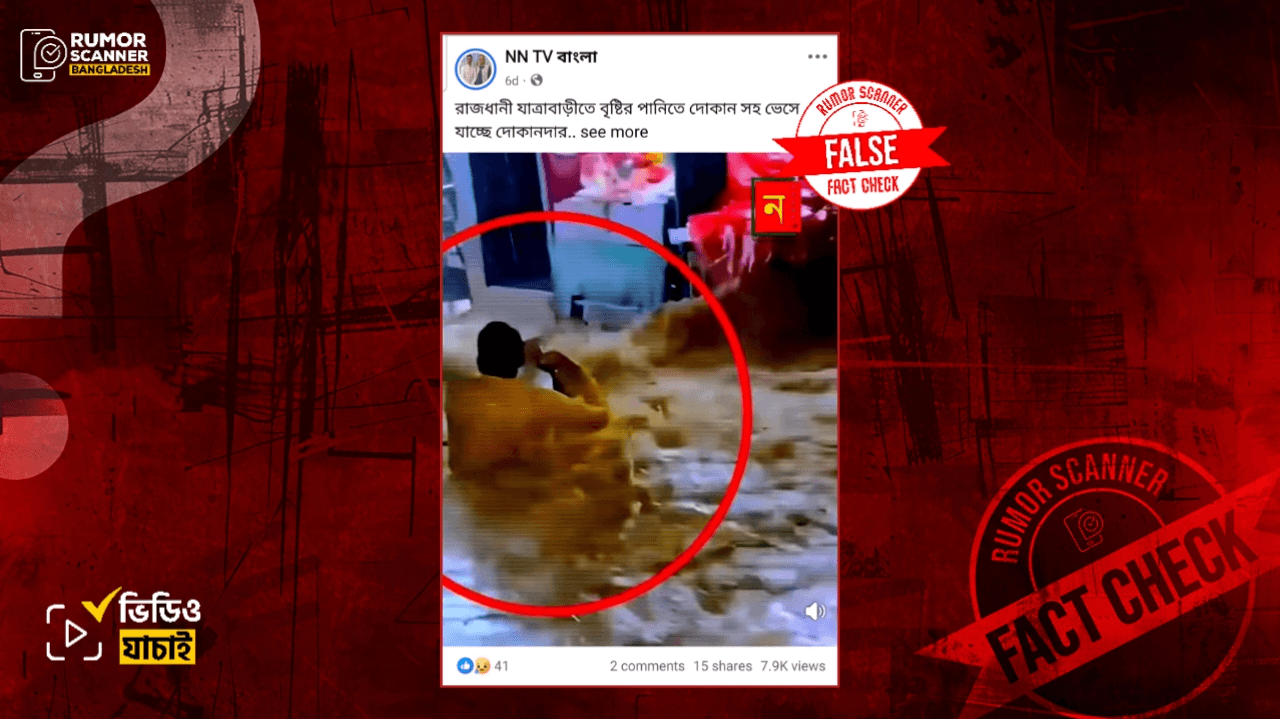 RUMOR
SCANNER
BANGLADESH
NN TV বাংলা
6d
রাজধানী যাত্রাবাড়ীতে বৃষ্টির পানিতে দোকান সহ ভেসে
যাচ্ছে দোকানদার.. see more
RUMOR SCANNER
FALSE
FACT CHECK
ন
ভিডিও
যাচাই
41
2 comments 15 shares 7.9K views
RUMOR SCANNER
FACT CHECK